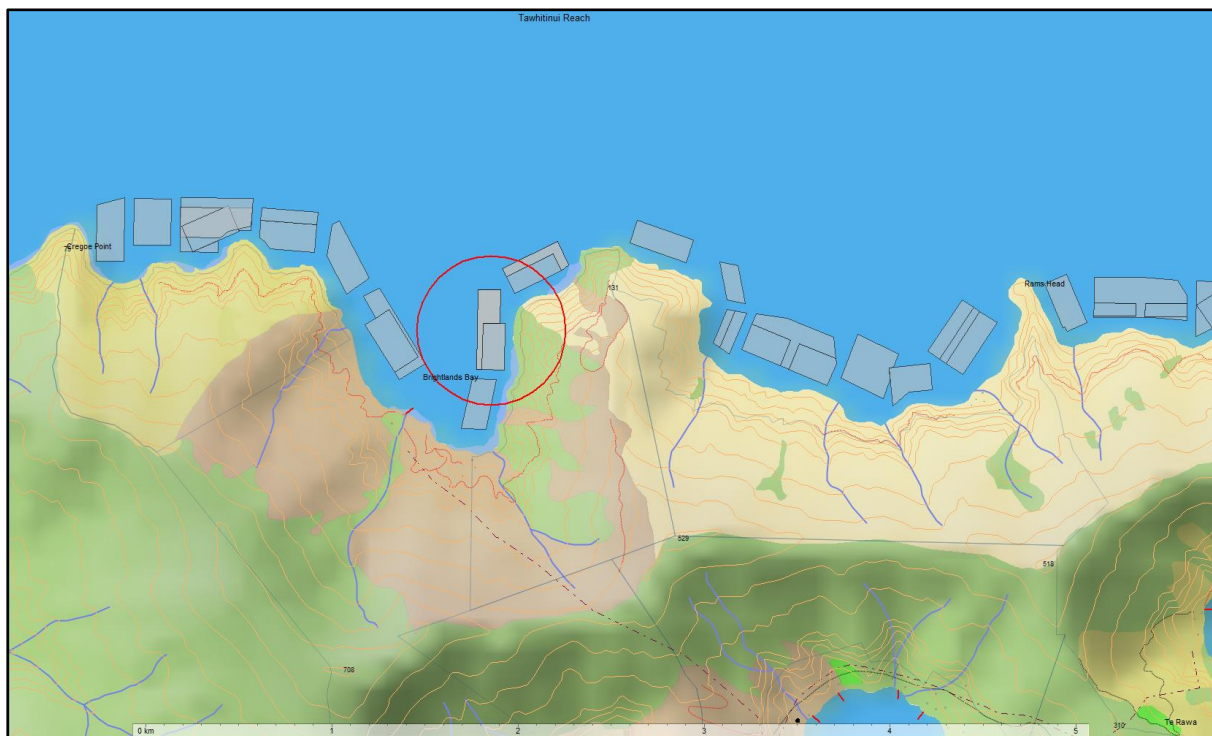 Tawhitinui Reach
Cregoe Point
75
131
Rams Head
Brightlands Bay
529
518
708
310
Te Rawa
0 km
1
2
3
4
5